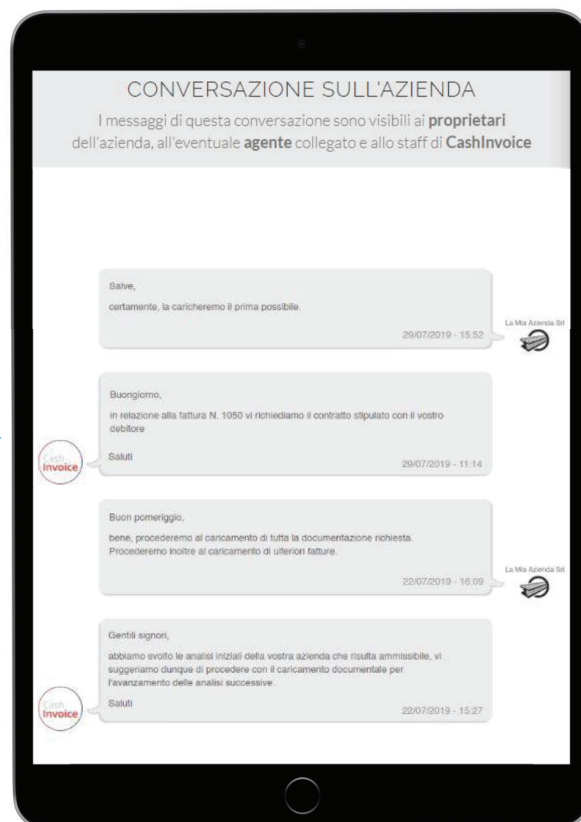 CONVERSAZIONE SULL'AZIENDA
I messaggi di questa conversazione sono visibili ai proprietari
dell'azienda, all'eventuale agente collegato e allo staff di CashInvoice
Salve,
certamente, la caricheremo il prima possibile.
29/07/2019 - 15:52
La Mia Azienda Srl
Buongiorno,
in relazione alla fattura N. 1050 vi richiediamo il contratto stipulato con il vostro
debitore
Saluti
29/07/2019 - 11:14
Cash
Invoice
Buon pomeriggio,
bene, procederemo al caricamento di tutta la documentazione richiesta.
Procederemo inoltre al caricamento di ulteriori fatture.
22/07/2019 - 16:09
La Mia Azienda Srl
Gentili signori,
abbiamo svolto le analisi iniziali della vostra azienda che risulta ammissibile, vi
suggeriamo dunque di procedere con il caricamento documentale per
l'avanzamento delle analisi successive.
Saluti
22/07/2019 - 15:27
Cash
Invoice